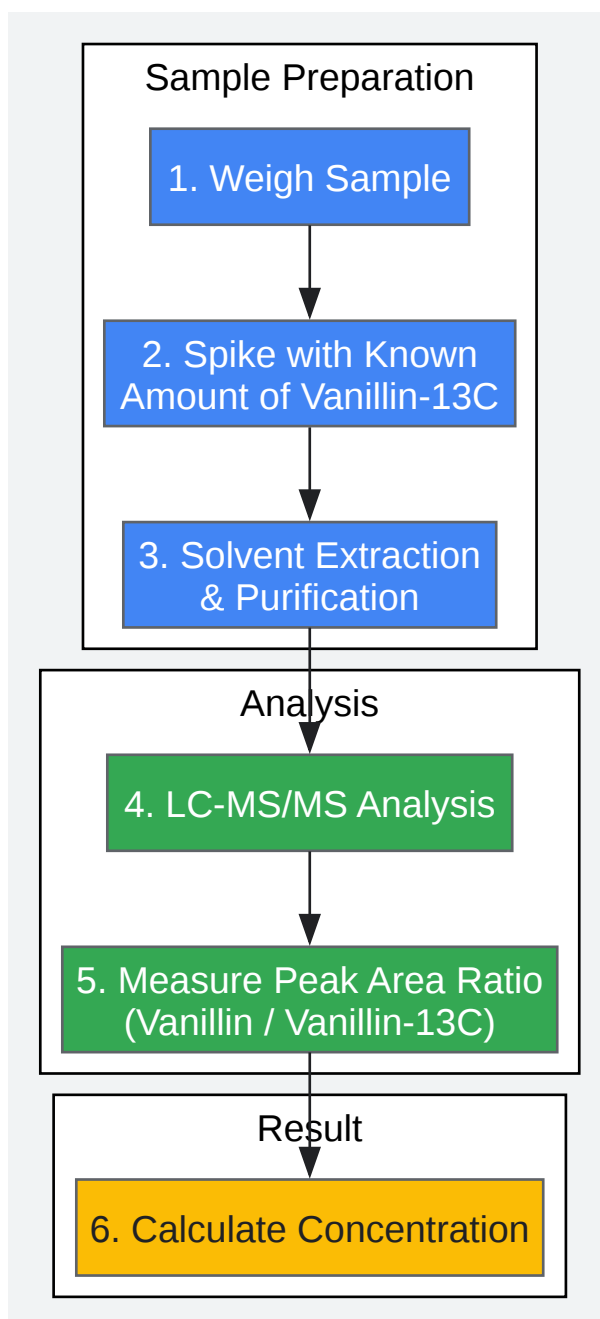 Sample Preparation
1. Weigh Sample
2. Spike with Known
Amount of Vanillin-13C
3. Solvent Extraction
& Purification
Analysis
4. LC-MS/MS Analysis
5. Measure Peak Area Ratio
(Vanillin / Vanillin-13C)
Result
6. Calculate Concentration